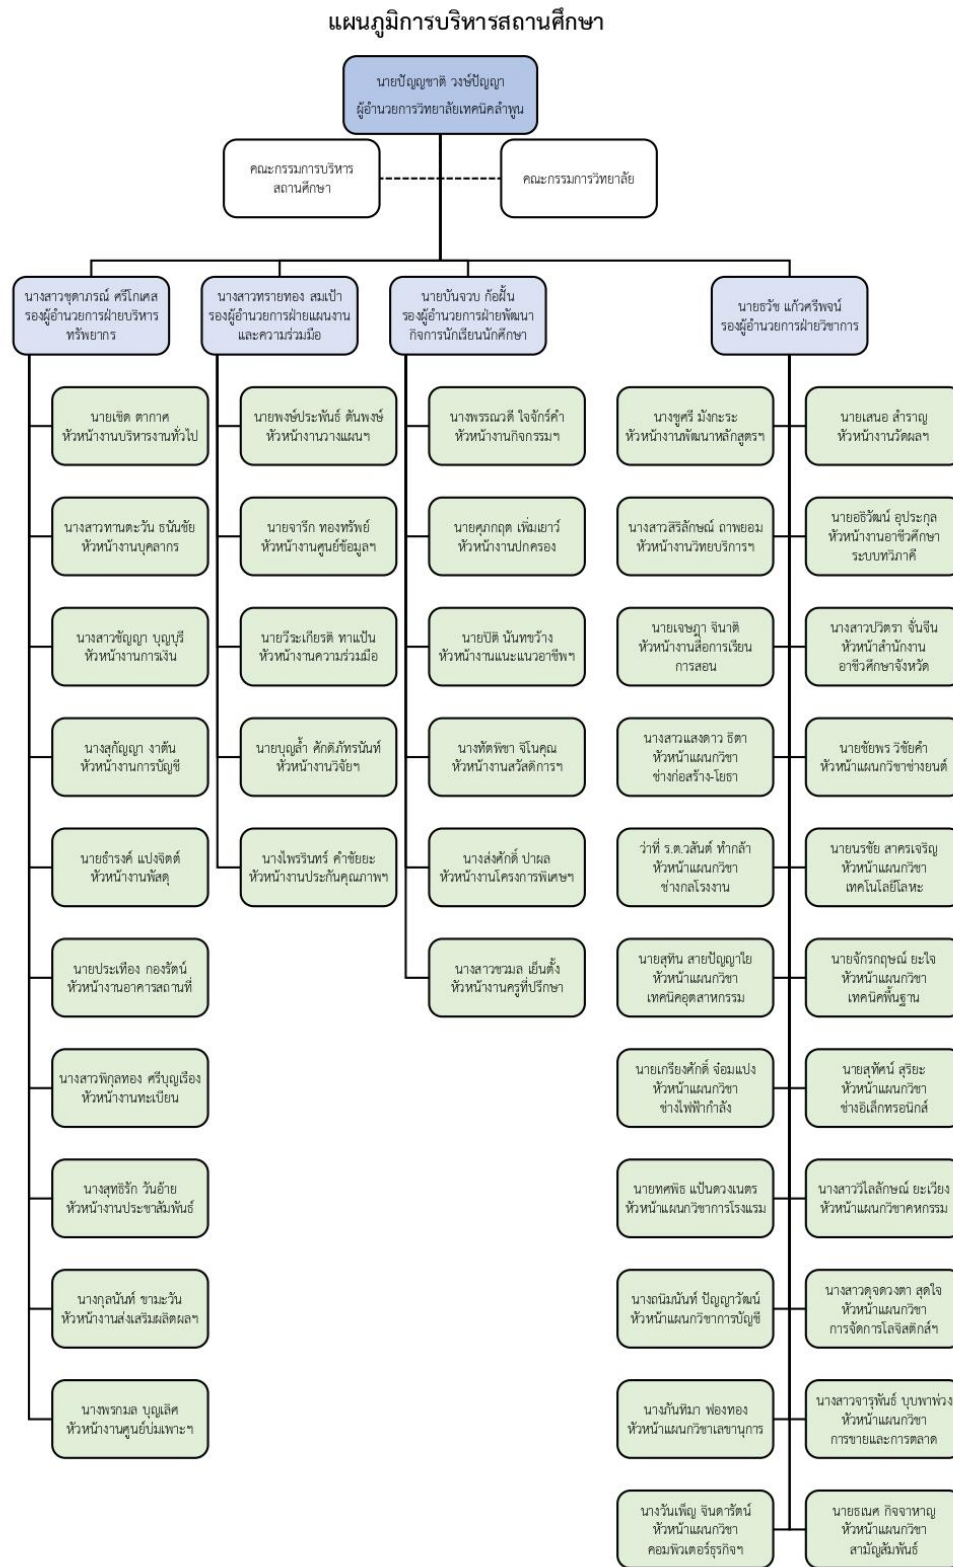 แผนภูมิการบริหารสถานศึกษา
นายปัญญชาติ วงษ์ปัญญา
ผู้อำนวยการวิทยาลัยเทคนิคลำพูน
คณะกรรมการบริหาร
สถานศึกษา
คณะกรรมการวิทยาลัย
นางสาวชุดาภรณ์ ศรีโกเศส
รองผู้อำนวยการฝ่ายบริหาร
ทรัพยากร
นางสาวทรายทอง สมเป้า
รองผู้อำนวยการฝ่ายแผนงาน
และความร่วมมือ
นายบันจวบ ก้อฝั้น
รองผู้อำนวยการฝ่ายพัฒนา
กิจการนักเรียนนักศึกษา
นายธวัช แก้วศรีพจน์
รองผู้อำนวยการฝ่ายวิชาการ
นายเชิด ตากาศ
หัวหน้างานบริหารงานทั่วไป
นางสาวทานตะวัน ธนันชัย
หัวหน้างานบุคลากร
นางสาวชัญญา บุญบุรี
หัวหน้างานการเงิน
นางสุกัญญา งาต้น
หัวหน้างานการบัญชี
นายธำรงค์ แปงจิตต์
หัวหน้างานพัสดุ
นายประเทือง กองรัตน์
หัวหน้างานอาคารสถานที่
นางสาวพิกุลทอง ศรีบุญเรือง
หัวหน้างานทะเบียน
นางสุทธิรัก วันอ้าย
หัวหน้างานประชาสัมพันธ์
นางกุลนันท์ ขามะวัน
หัวหน้างานส่งเสริมผลิตผลฯ
นางพรกมล บุญเลิศ
หัวหน้างานศูนย์บ่มเพาะฯ
นายพงษ์ประพันธ์ ตันพงษ์
หัวหน้างานวางแผนฯ
นายจารึก ทองทรัพย์
หัวหน้างานศูนย์ข้อมูลฯ
นายวีระเกียรติ ทาแป้น
หัวหน้างานความร่วมมือ
นายบุญล้ำ ศักดิภัทรนันท์
หัวหน้างานวิจัยฯ
นางไพรรินทร์ คำชัยยะ
หัวหน้างานประกันคุณภาพฯ
นางพรรณวดี ใจจักร์คำ
หัวหน้างานกิจกรรมฯ
นายศุภกฤต เพิ่มเยาว์
หัวหน้างานปกครอง
นายปิติ นันทขว้าง
หัวหน้างานแนะแนวอาชีพฯ
นางทัตพิชา จิโนคุณ
หัวหน้างานสวัสดิการฯ
นางส่งศักดิ์ ปาผล
หัวหน้างานโครงการพิเศษฯ
นางสาวชวมล เย็นตั้ง
หัวหน้างานครูที่ปรึกษา
นางชูศรี มังกะระ
หัวหน้างานพัฒนาหลักสูตรฯ
นายเสนอ สำราญ
หัวหน้างานวัดผลฯ
นางสาวสิริลักษณ์ ถาพยอม
หัวหน้างานวิทยบริการฯ
นายอธิวัฒน์ อุประกุล
หัวหน้างานอาชีวศึกษา
ระบบทวิภาคี
นายเจษฎา จินาติ
หัวหน้างานสื่อการเรียน
การสอน
นางสาวปวิตรา จั่นจีน
หัวหน้าสำนักงาน
อาชีวศึกษาจังหวัด
นางสาวแสงดาว ธิตา
หัวหน้าแผนกวิชา
ช่างก่อสร้าง-โยธา
นายชัยพร วิชัยคำ
หัวหน้าแผนกวิชาช่างยนต์
ว่าที่ ร.ต.วสันต์ ทำกล้า
หัวหน้าแผนกวิชา
ช่างกลโรงงาน
นายนรชัย สาครเจริญ
หัวหน้าแผนกวิชา
เทคโนโลยีโลหะ
นายสุทิน สายปัญญาใย
หัวหน้าแผนกวิชา
เทคนิคอุตสาหกรรม
นายจักรกฤษณ์ ยะใจ
หัวหน้าแผนกวิชา
เทคนิคพื้นฐาน
นายเกรียงศักดิ์ จ๋อมแปง
หัวหน้าแผนกวิชา
ช่างไฟฟ้ากำลัง
นายสุทัศน์ สุริยะ
หัวหน้าแผนกวิชา
ช่างอิเล็กทรอนิกส์
นายทศพิธ แป้นดวงเนตร
หัวหน้าแผนกวิชาการโรงแรม
นางสาววิไลลักษณ์ ยะเวียง
หัวหน้าแผนกวิชาคหกรรม
นางถนิมนันท์ ปัญญาวัฒน์
หัวหน้าแผนกวิชาการบัญชี
นางสาวดุจดวงตา สุดใจ
หัวหน้าแผนกวิชา
การจัดการโลจิสติกส์ฯ
นางภันทิมา ฟองทอง
หัวหน้าแผนกวิชาเลขานุการ
นางสาวจารุพันธ์ บุบพาพ่วง
หัวหน้าแผนกวิชา
การขายและการตลาด
นางวันเพ็ญ จินดารัตน์
หัวหน้าแผนกวิชา
คอมพิวเตอร์ธุรกิจฯ
นายธเนศ กิจจาหาญ
หัวหน้าแผนกวิชา
สามัญสัมพันธ์